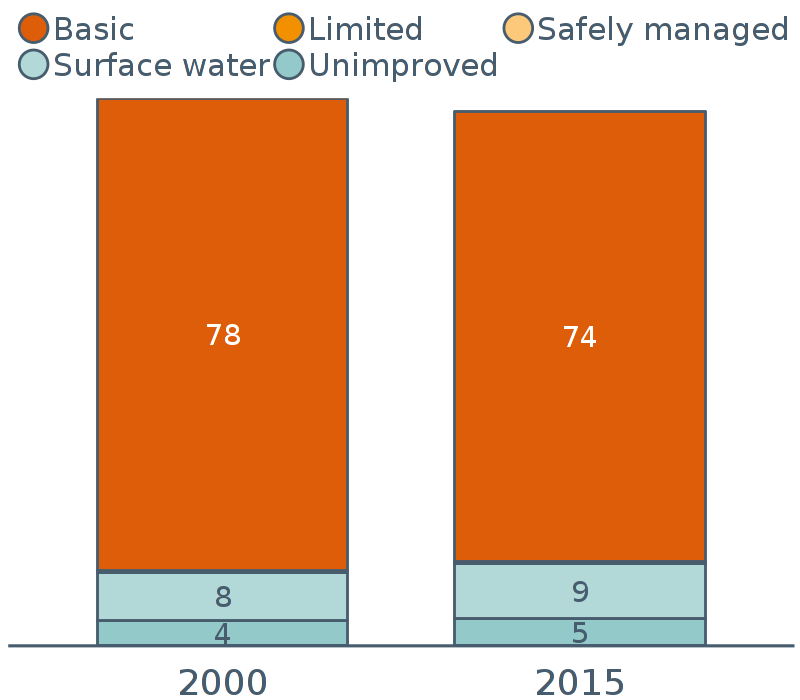 Basic Limited Safely managed
Surface water Unimproved
78 74
8 9
4 5
2000 2015